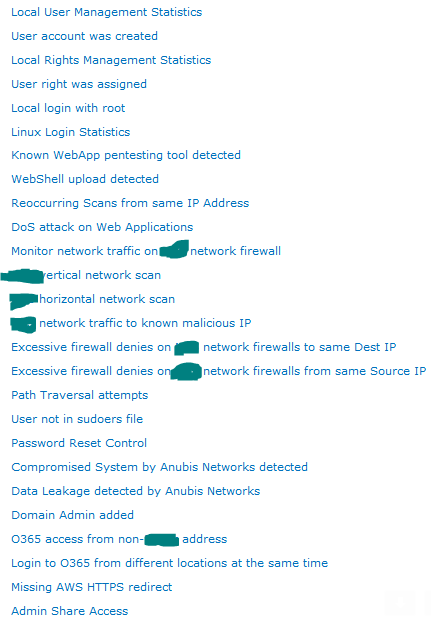 Local User Management Statistics
User account was created
Local Rights Management Statistics
User right was assigned
Local login with root
Linux Login Statistics
Known WebApp pentesting tool detected
WebShell upload detected
Reoccurring Scans from same IP Address
DoS attack on Web Applications
Monitor network traffic on network firewall
vertical network scan
horizontal network scan
network traffic to known malicious IP
Excessive firewall denies on network firewalls to same Dest IP
Excessive firewall denies on network firewalls from same Source IP
Path Traversal attempts
User not in sudoers file
Password Reset Control
Compromised System by Anubis Networks detected
Data Leakage detected by Anubis Networks
Domain Admin added
O365 access from non- address
Login to O365 from different locations at the same time
Missing AWS HTTPS redirect
Admin Share Access